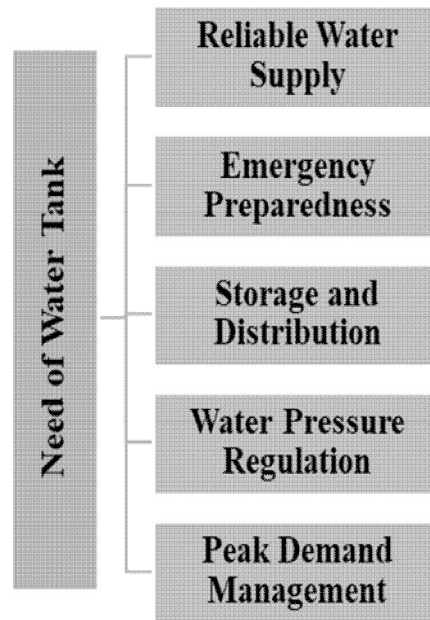 Need of Water Tank
Reliable Water
Supply
Emergency
Preparedness
Storage and
Distribution
Water Pressure
Regulation
Peak Demand
Management